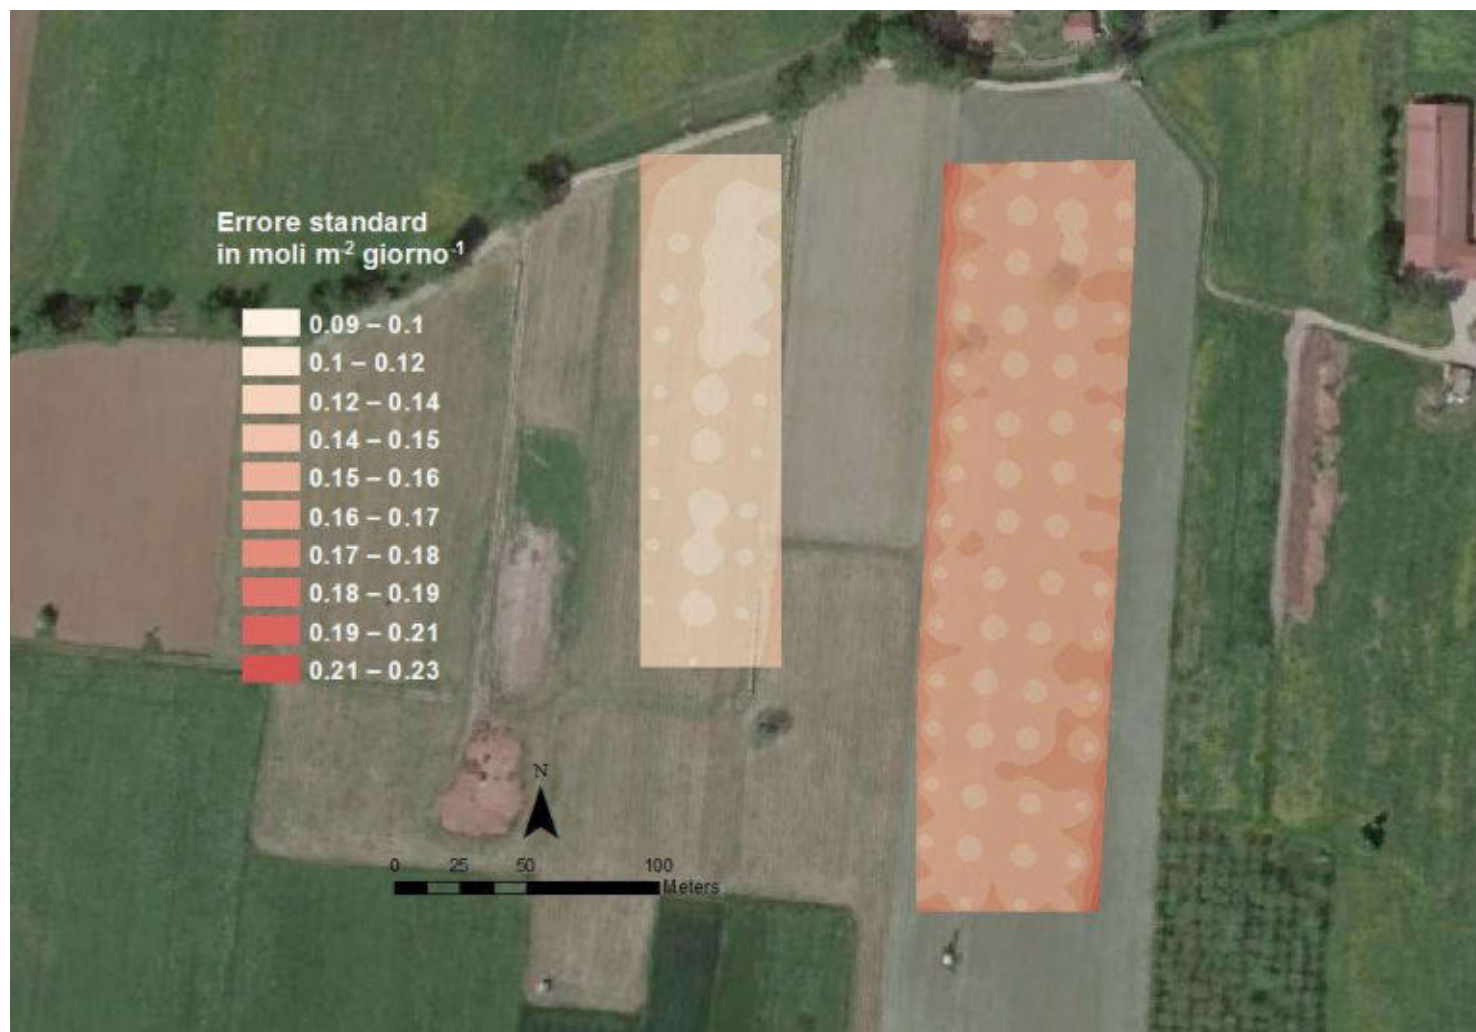 Errore standard
in moli m⁻² giorno⁻¹
0.09 – 0.1
0.1 – 0.12
0.12 – 0.14
0.14 – 0.15
0.15 – 0.16
0.16 – 0.17
0.17 – 0.18
0.18 – 0.19
0.19 – 0.21
0.21 – 0.23
N
0 25 50 100
Meters